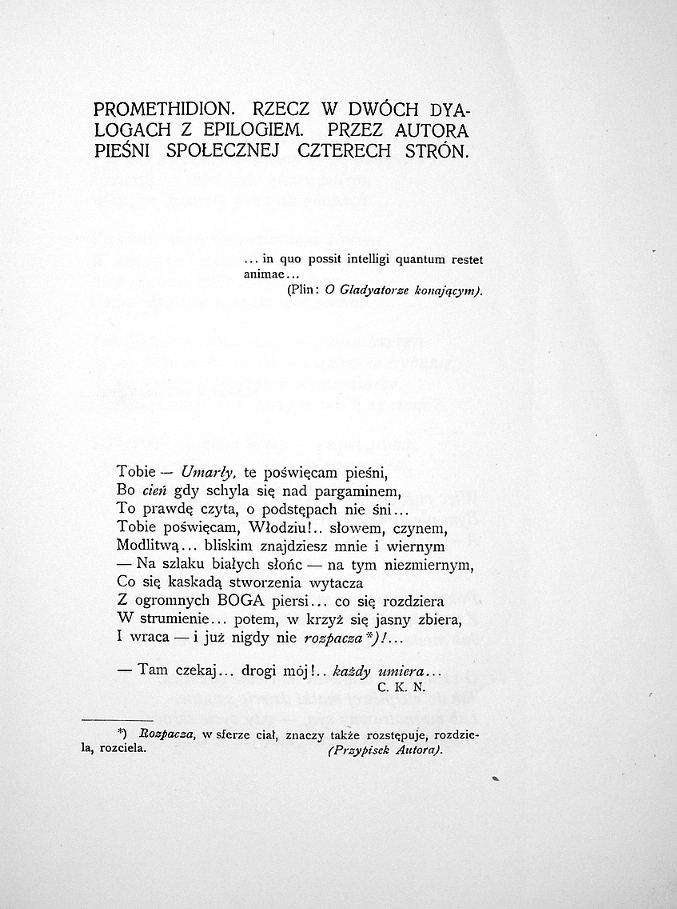 PROMETHIDION. RZECZ W DWÓCH DYA-
LOGACH Z EPILOGIEM. PRZEZ AUTORA
PIEŚNI SPOŁECZNEJ CZTERECH STRÓN.
... in quo possit intelligi quantum restet
animae...
(Plin: O Gladyatorze konającym).
Tobie — Umarły, te poświęcam pieśni,
Bo cień gdy schyla się nad pargaminem,
To prawdę czyta, o podstępach nie śni...
Tobie poświęcam, Włodziu!.. słowem, czynem,
Modlitwą... bliskim znajdziesz mnie i wiernym
— Na szlaku białych słońc — na tym niezmiernym,
Co się kaskadą stworzenia wytacza
Z ogromnych BOGA piersi... co się rozdziera
W strumienie... potem, w krzyż się jasny zbiera,
I wraca — i już nigdy nie rozpacza*)!...
— Tam czekaj... drogi mój!.. każdy umiera...
C. K. N.
*) Rozpacza, w sferze ciał, znaczy także rozstępuje, rozdzie-
la, rozciela. (Przypisek Autora).